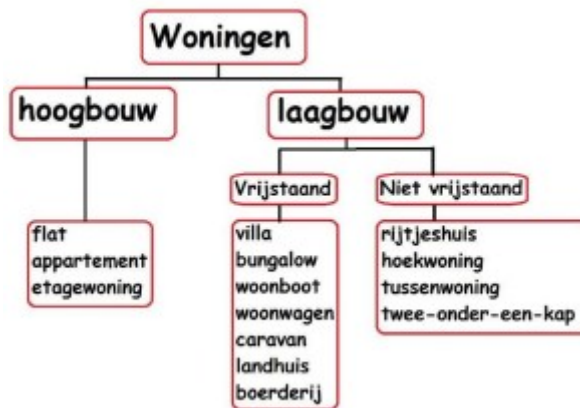 Woningen
hoogbouw
laagbouw
Vrijstaand
Niet vrijstaand
flat
appartement
etagewoning
villa
bungalow
woonboot
woonwagen
caravan
landhuis
boerderij
rijtjeshuis
hoekwoning
tussenwoning
twee-onder-een-kap